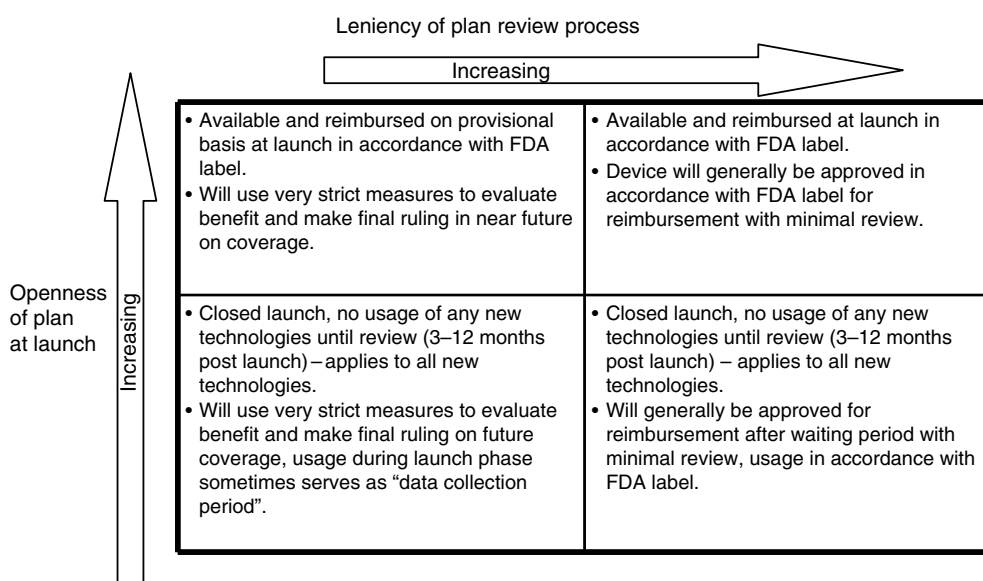 Leniency of plan review process
Increasing
• Available and reimbursed on provisional
basis at launch in accordance with FDA
label.
• Will use very strict measures to evaluate
benefit and make final ruling in near future
on coverage.
• Available and reimbursed at launch in
accordance with FDA label.
• Device will generally be approved in
accordance with FDA label for
reimbursement with minimal review.
Openness
of plan
at launch
Increasing
• Closed launch, no usage of any new
technologies until review (3–12 months
post launch) – applies to all new
technologies.
• Will use very strict measures to evaluate
benefit and make final ruling on future
coverage, usage during launch phase
sometimes serves as “data collection
period”.
• Closed launch, no usage of any new
technologies until review (3–12 months
post launch) – applies to all new
technologies.
• Will generally be approved for
reimbursement after waiting period with
minimal review, usage in accordance with
FDA label.